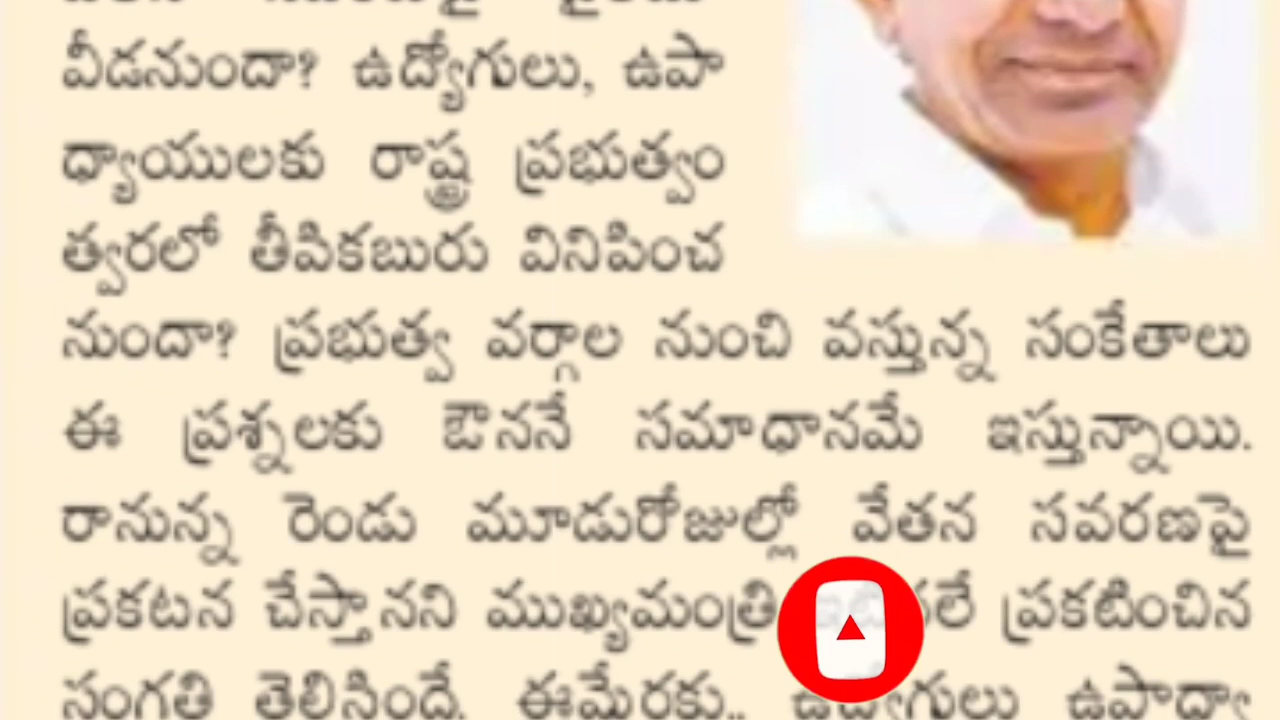 వీడనుందా? ఉద్యోగులు, ఉపా
ధ్యాయులకు రాష్ట్ర ప్రభుత్వం
త్వరలో తీపికబురు వినిపించ
నుందా? ప్రభుత్వ వర్గాల నుంచి వస్తున్న సంకేతాలు
ఈ ప్రశ్నలకు ఔననే సమాధానమే ఇస్తున్నాయి.
రానున్న రెండు మూడురోజుల్లో వేతన సవరణపై
ప్రకటన చేస్తానని ముఖ్యమంత్రి ప్రకటించిన
సంగతి తెలిసిందే. ఈమేరకు.. ఉద్యోగులు ఉపాధ్యా